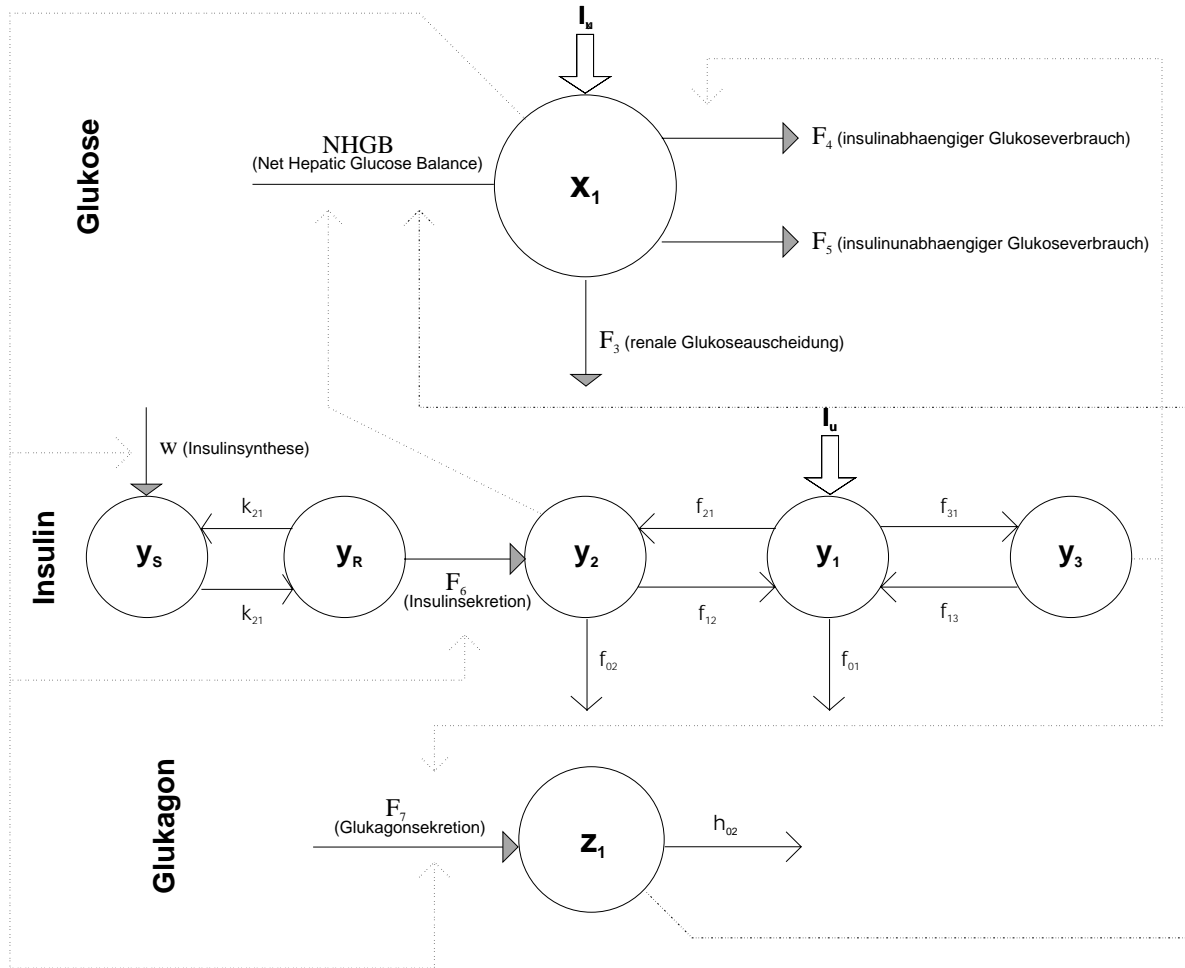 Glukose
NHGB
(Net Hepatic Glucose Balance)
x1
F4 (insulinabhaengiger Glukoseverbrauch)
F5 (insulinunabhaengiger Glukoseverbrauch)
F3 (renale Glukoseauscheidung)
Insulin
w (Insulinsynthese)
Iu
yS
k21
k21
yR
F6
(Insulinsekretion)
y2
f21
f12
y1
f31
f13
y3
f02
f01
Glukagon
F7
(Glukagonsekretion)
z1
h02